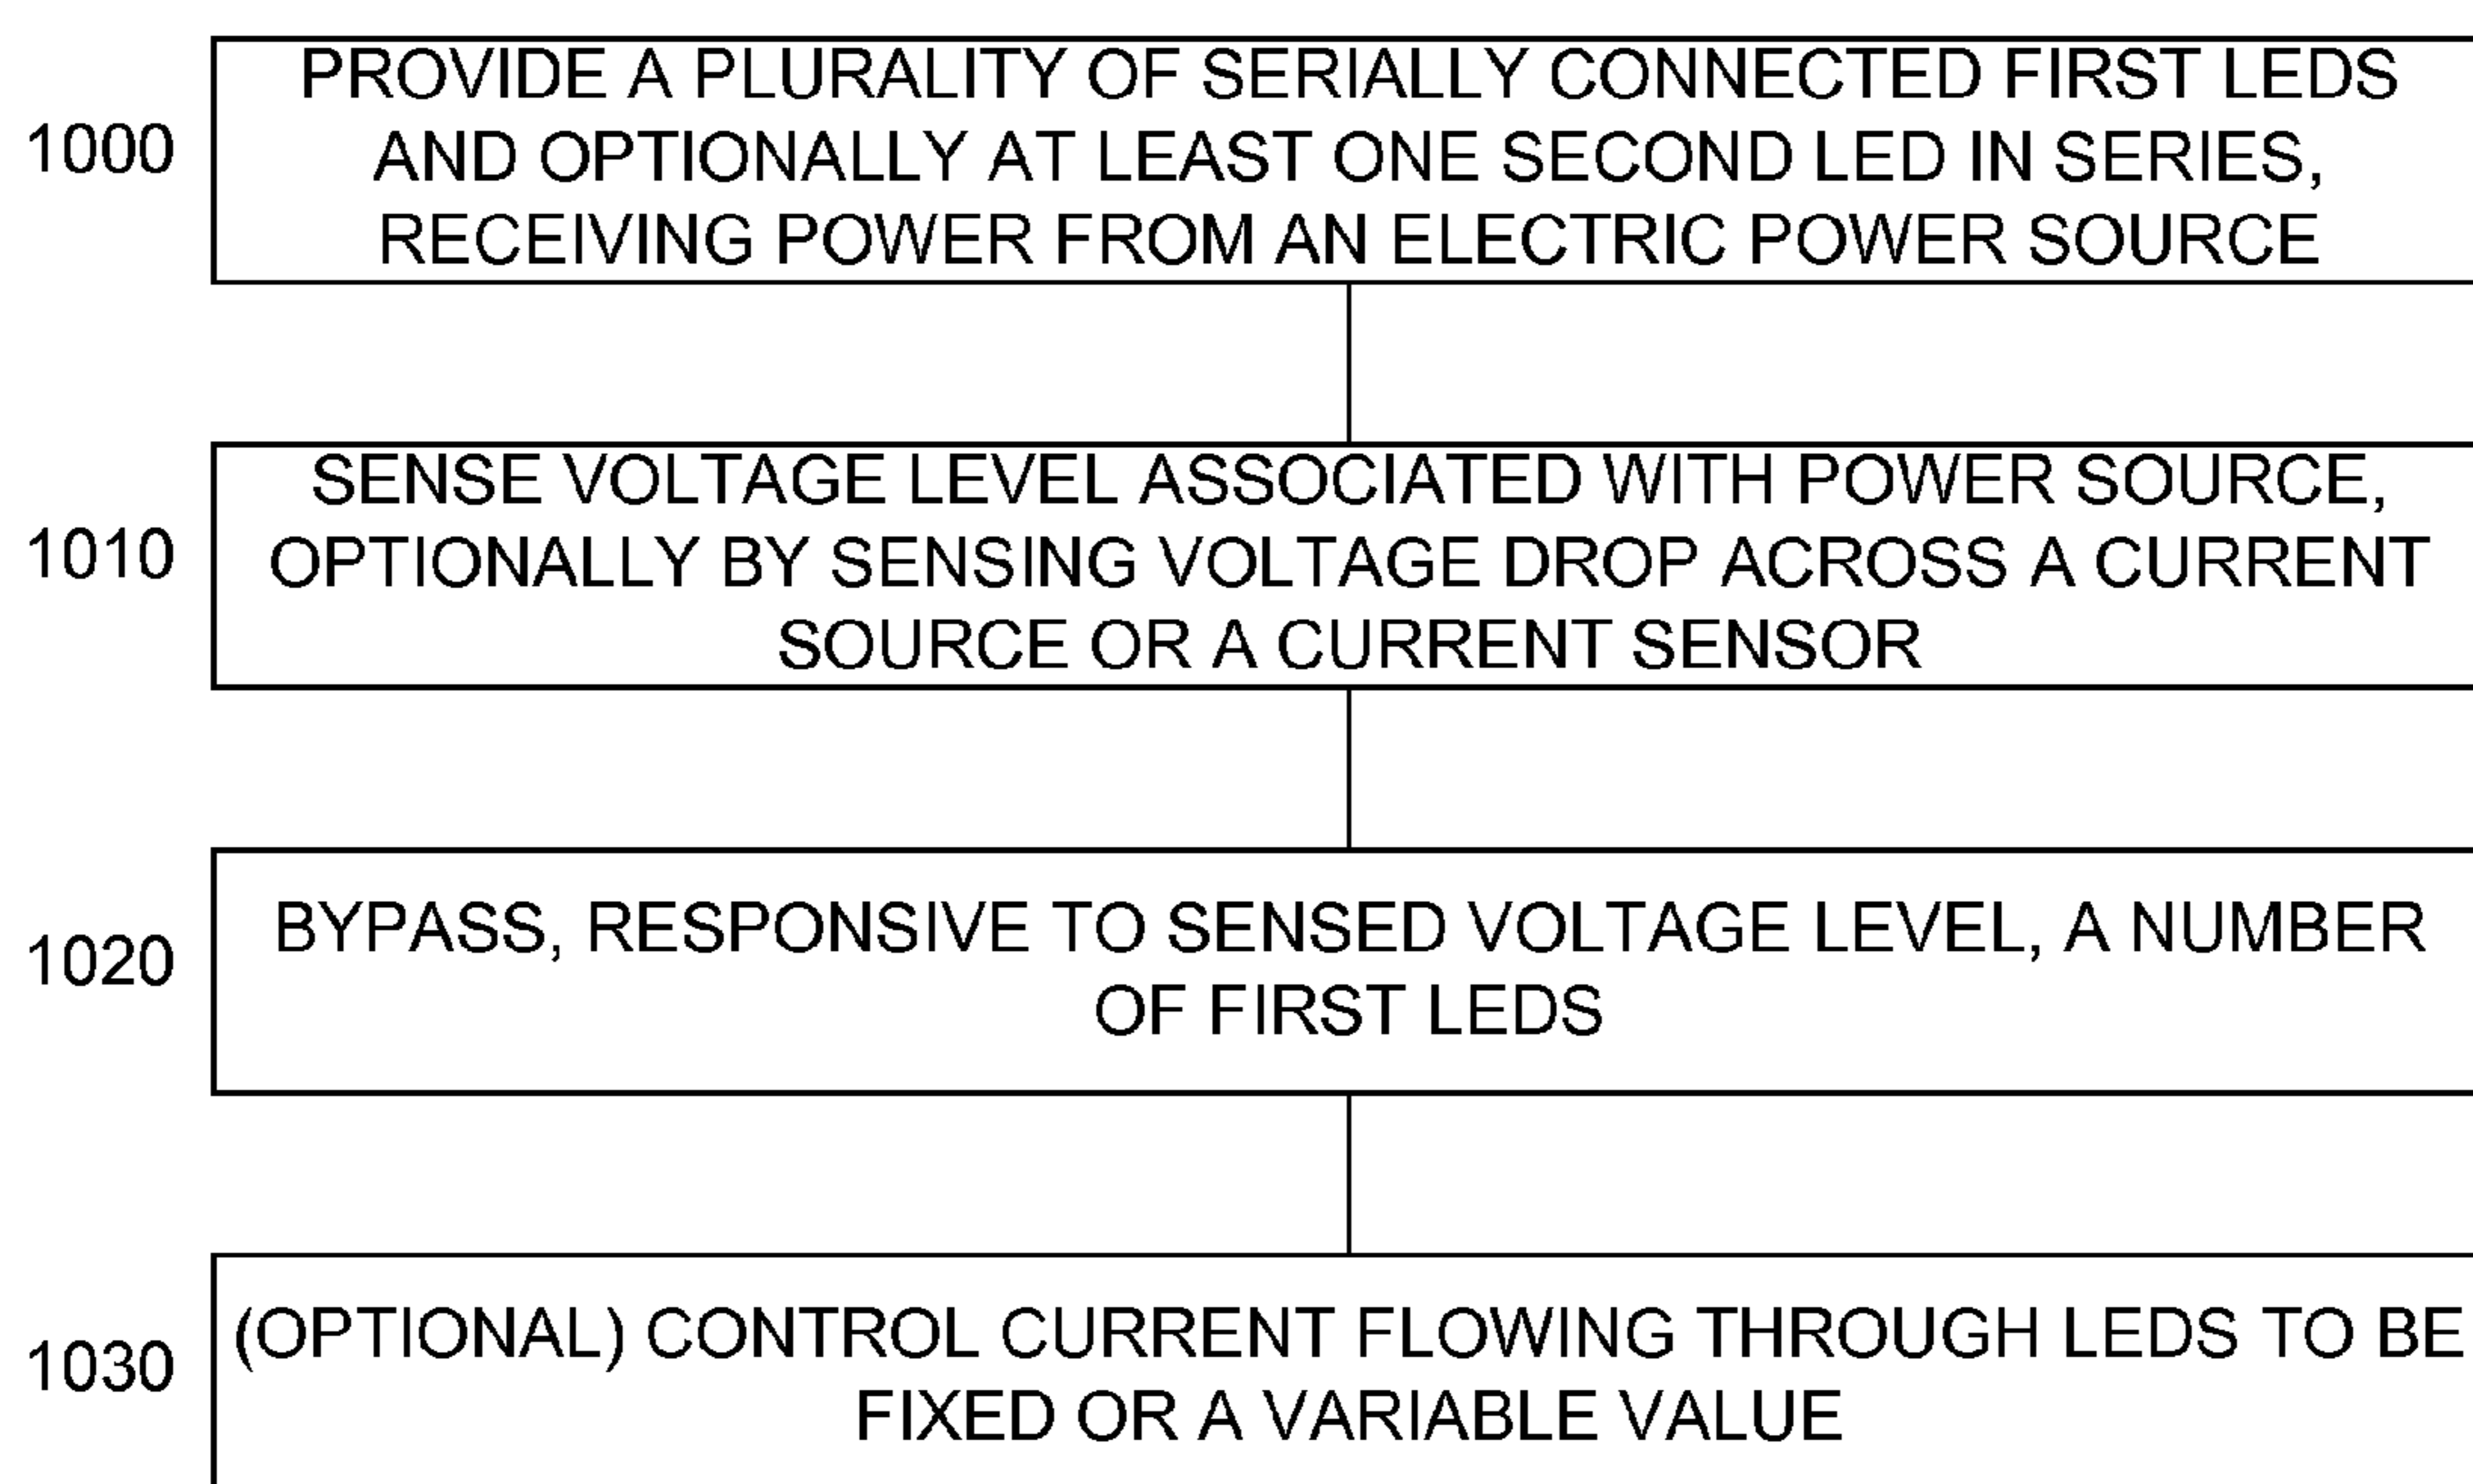 PROVIDE A PLURALITY OF SERIALLY CONNECTED FIRST LEDS
1000
AND OPTIONALLY AT LEAST ONE SECOND LED IN SERIES,
RECEIVING POWER FROM AN ELECTRIC POWER SOURCE
SENSE VOLTAGE LEVEL ASSOCIATED WITH POWER SOURCE,
1010
OPTIONALLY BY SENSING VOLTAGE DROP ACROSS A CURRENT
SOURCE OR A CURRENT SENSOR
1020
BYPASS, RESPONSIVE TO SENSED VOLTAGE LEVEL, A NUMBER
OF FIRST LEDS
1030
(OPTIONAL) CONTROL CURRENT FLOWING THROUGH LEDS TO BE
FIXED OR A VARIABLE VALUE